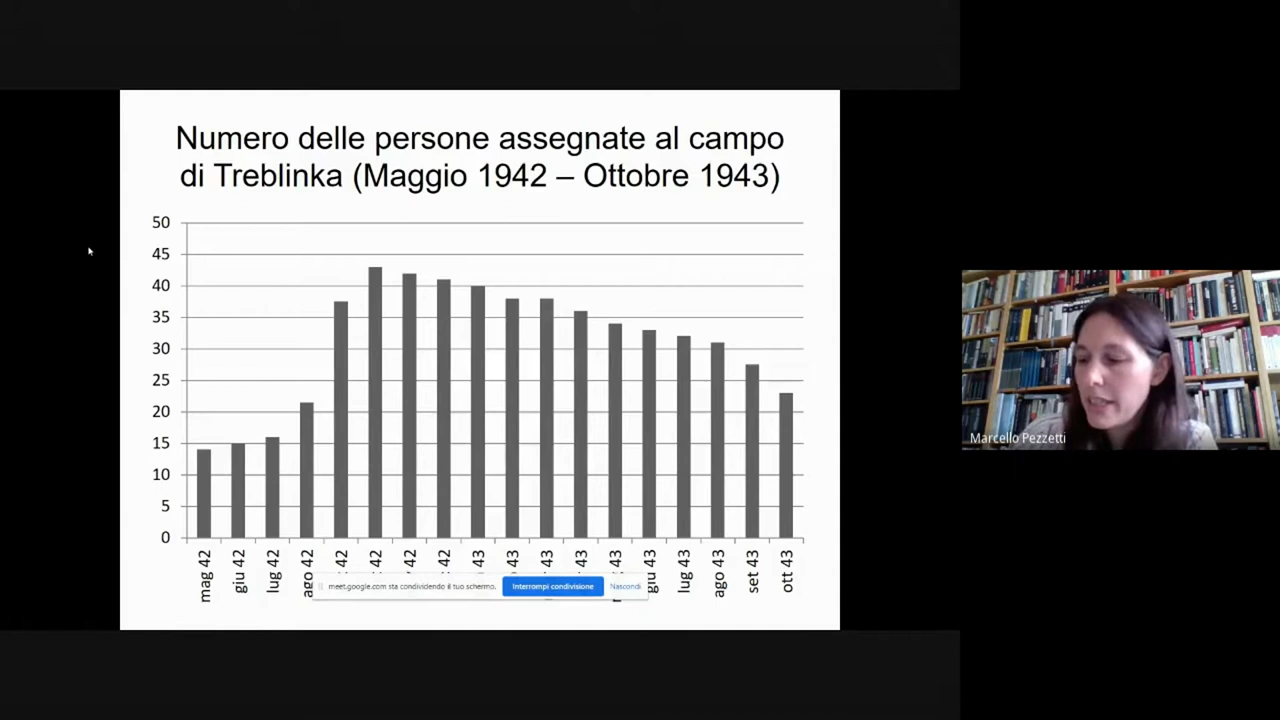 Numero delle persone assegnate al campo
di Treblinka (Maggio 1942 – Ottobre 1943)
50
45
40
35
30
25
20
15
10
5
0
mag 42
giu 42
lug 42
ago 42
42
42
42
42
43
43
43
43
43
giu 43
lug 43
ago 43
set 43
ott 43
meet.google.com sta condividendo il tuo schermo.
Interrompi condivisione
Nascondi
Marcello Pezzetti